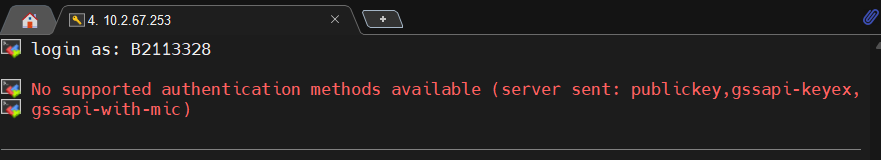 4. 10.2.67.253
login as: B2113328
No supported authentication methods available (server sent: publickey,gssapi-keyex,
gssapi-with-mic)